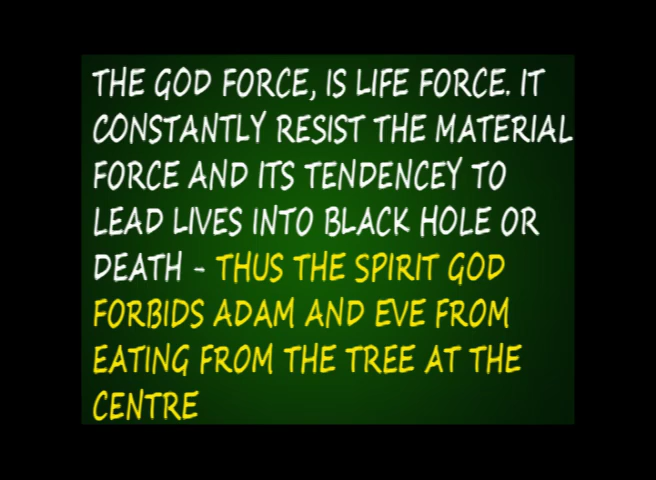 THE GOD FORCE, IS LIFE FORCE. IT
CONSTANTLY RESIST THE MATERIAL
FORCE AND ITS TENDENCEY TO
LEAD LIVES INTO BLACK HOLE OR
DEATH - THUS THE SPIRIT GOD
FORBIDS ADAM AND EVE FROM
EATING FROM THE TREE AT THE
CENTRE